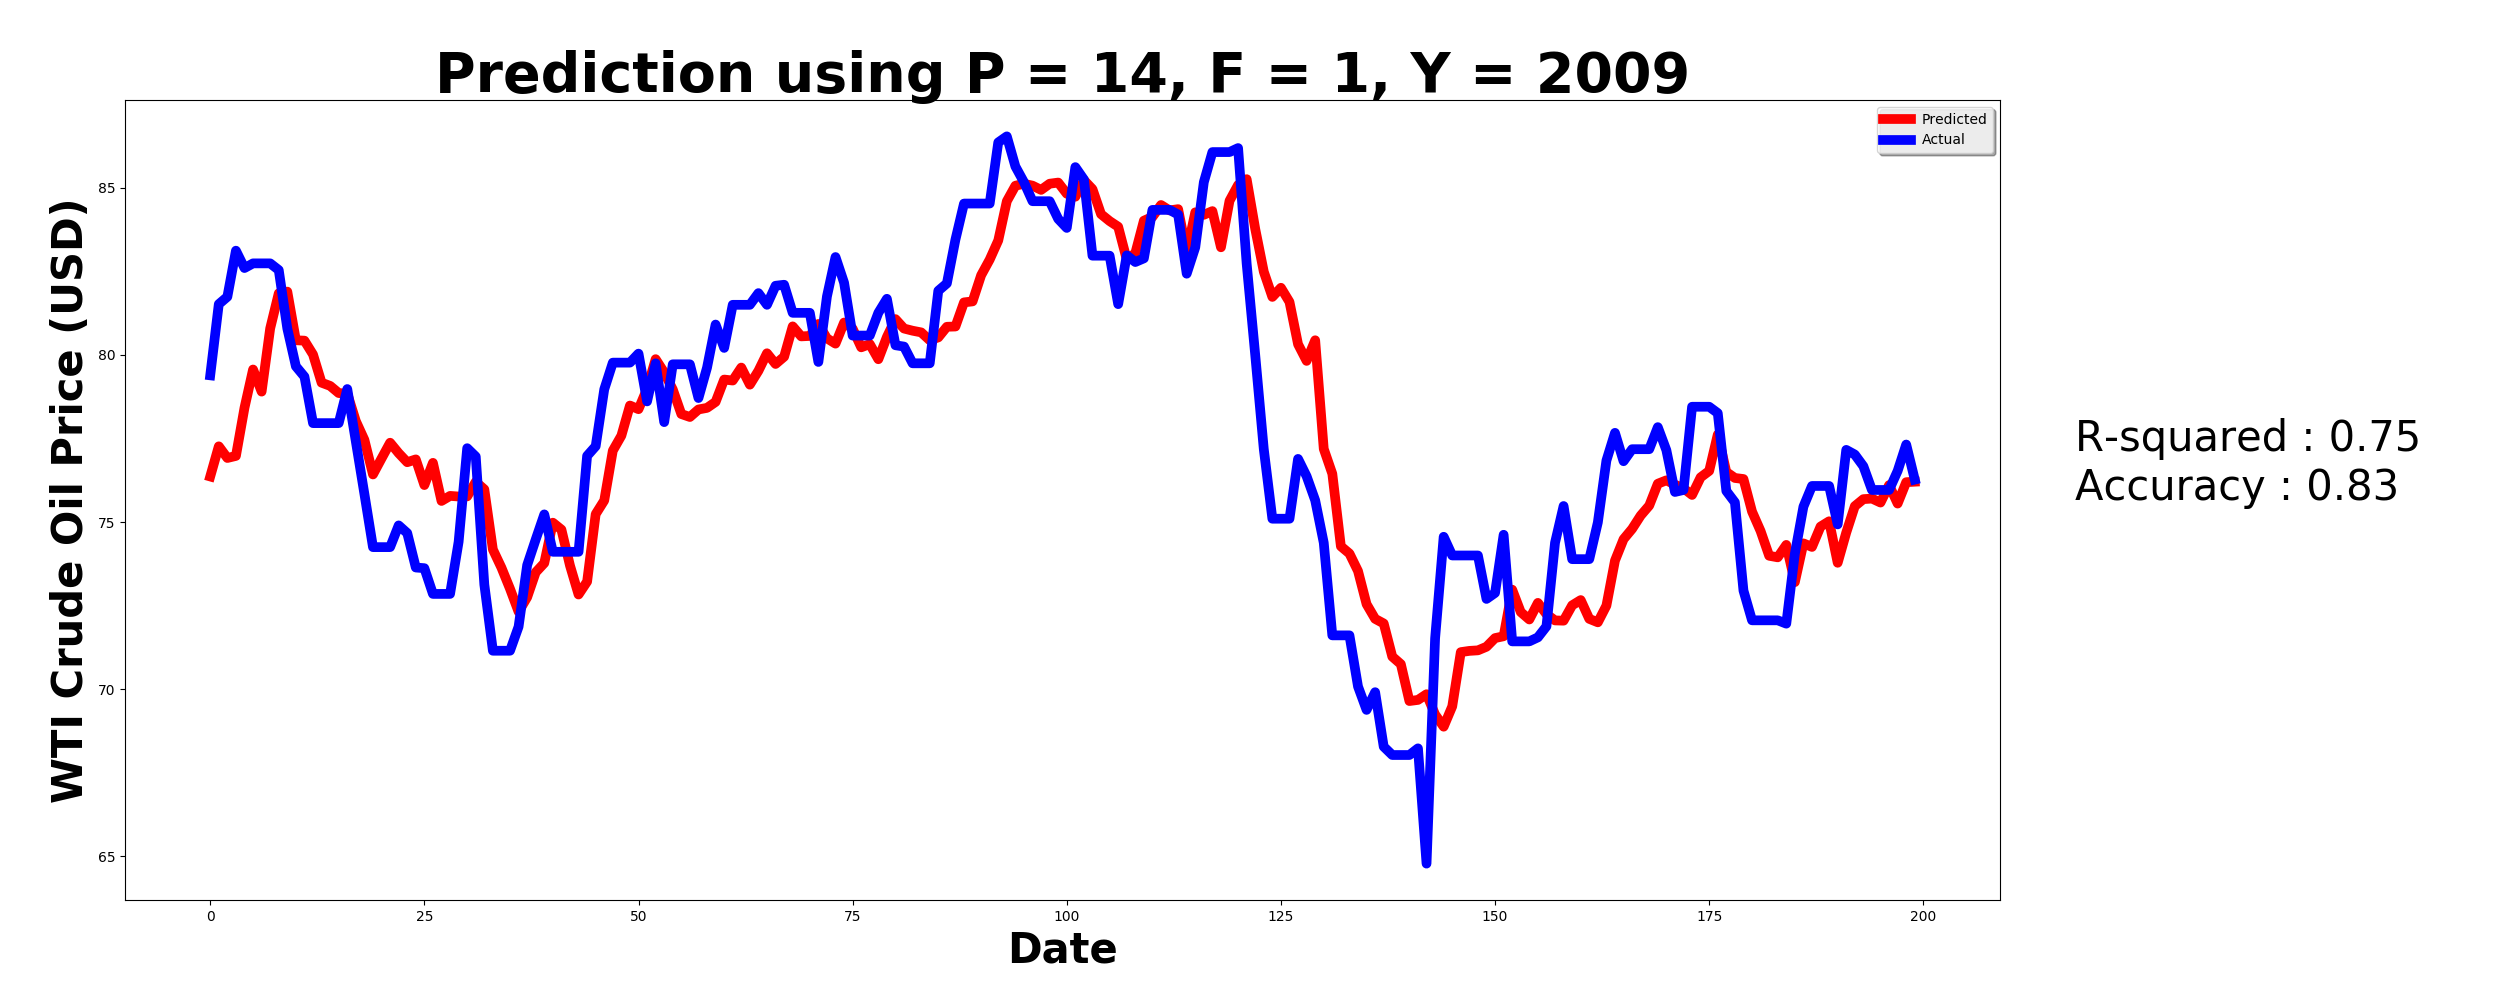 Prediction using P = 14, F = 1, Y = 2009
Predicted
Actual
WTI Crude Oil Price (USD)
85
80
75
70
65
R-squared : 0.75
Accuracy : 0.83
0 25 50 75 100 125 150 175 200
Date